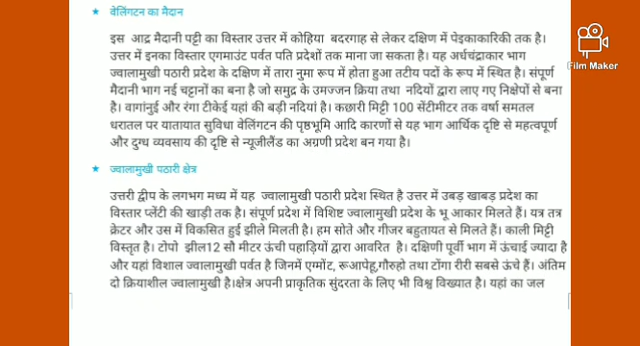 ★ वेलिंगटन का मैदान
इस आद्र मैदानी पट्टी का विस्तार उत्तर में कोहिया बदरगाह से लेकर दक्षिण में पेइकाकारिकी तक है।
उत्तर में इनका विस्तार एगमाउंट पर्वत पति प्रदेशों तक माना जा सकता है। यह अर्धचंद्राकार भाग
ज्वालामुखी पठारी प्रदेश के दक्षिण में तारा नुमा रूप में होता हुआ तटीय पदों के रूप में स्थित है। संपूर्ण
मैदानी भाग नई चट्टानों का बना है जो समुद्र के उमज्जन क्रिया तथा नदियों द्वारा लाए गए निक्षेपों से बना
है। वागांनुई और रंगा टीकेई यहां की बड़ी नदियां है। कछारी मिट्टी 100 सेंटीमीटर तक वर्षा समतल
धरातल पर यातायात सुविधा वेलिंगटन की पृष्ठभूमि आदि कारणों से यह भाग आर्थिक दृष्टि से महत्वपूर्ण
और दुग्ध व्यवसाय की दृष्टि से न्यूजीलैंड का अग्रणी प्रदेश बन गया है।
★ ज्वालामुखी पठारी क्षेत्र
उत्तरी द्वीप के लगभग मध्य में यह ज्वालामुखी पठारी प्रदेश स्थित है उत्तर में उबड़ खाबड़ प्रदेश का
विस्तार प्लेंटी की खाड़ी तक है। संपूर्ण प्रदेश में विशिष्ट ज्वालामुखी प्रदेश के भू आकार मिलते हैं। यत्र तत्र
क्रेटर और उस में विकसित हुई झीले मिलती है। हम सोते और गीजर बहुतायत से मिलते हैं। काली मिट्टी
विस्तृत है। टोपो झील12 सौ मीटर ऊंची पहाड़ियों द्वारा आवरित है। दक्षिणी पूर्वी भाग में ऊंचाई ज्यादा है
और यहां विशाल ज्वालामुखी पर्वत है जिनमें एग्मोंट, रूआपेहू,गौरुहो तथा टोंगा रीरी सबसे ऊंचे हैं। अंतिम
दो क्रियाशील ज्वालामुखी है।क्षेत्र अपनी प्राकृतिक सुंदरता के लिए भी विश्व विख्यात है। यहां का जल
Film Maker